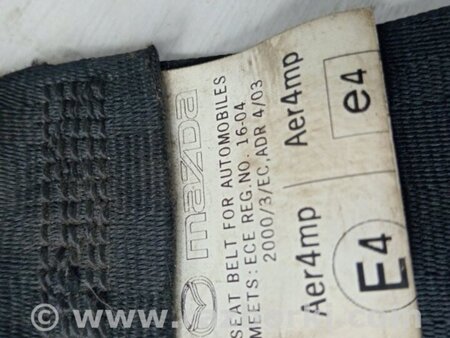 mazda
SEAT BELT FOR AUTOMOBILES
MEETS: ECE REG.NO. 16-04
2000/3/EC, ADR 4/03
Aer4mp Aer4mp
E4 e4